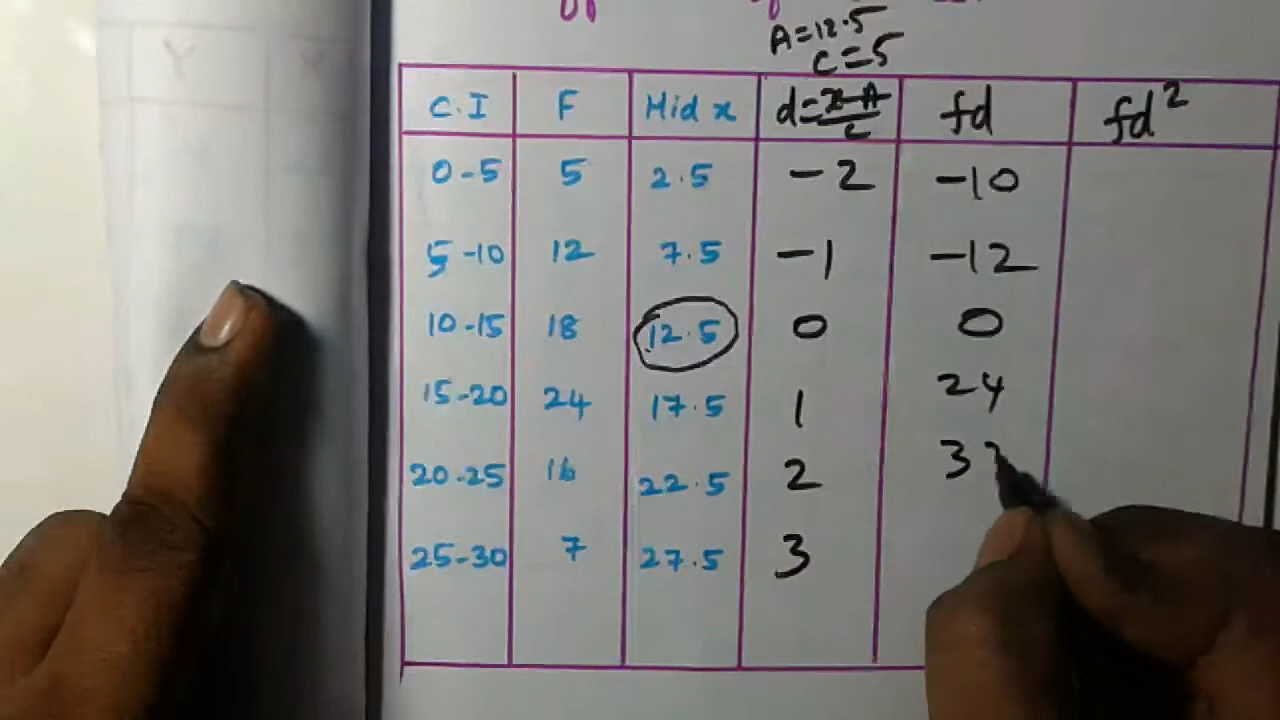 A=12.5
C=5
C.I F Mid x d=x-A/c fd fd²
0-5 5 2.5 -2 -10
5-10 12 7.5 -1 -12
10-15 18 12.5 0 0
15-20 24 17.5 1 24
20-25 16 22.5 2 3
25-30 7 27.5 3